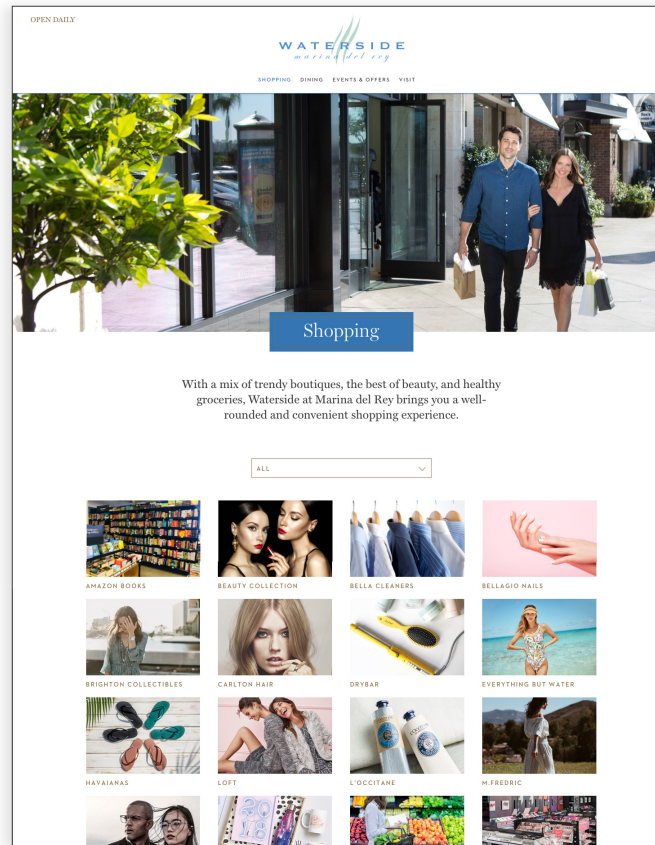 OPEN DAILY
WATERSIDE
marina del rey
SHOPPING DINING EVENTS & OFFERS VISIT
Shopping
With a mix of trendy boutiques, the best of beauty, and healthy
groceries, Waterside at Marina del Rey brings you a well-
rounded and convenient shopping experience.
ALL
AMAZON BOOKS BEAUTY COLLECTION BELLA CLEANERS BELLAGIO NAILS
BRIGHTON COLLECTIBLES CARLTON HAIR DRYBAR EVERYTHING BUT WATER
HAVAIANAS LOFT L'OCCITANE M.FREDRIC
2018